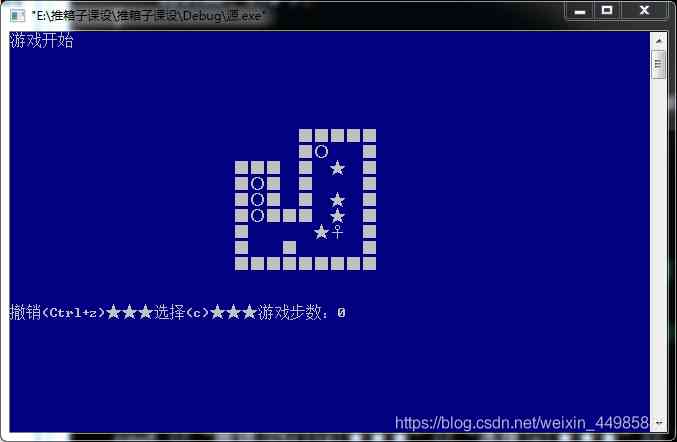 "E:\推箱子课设\推箱子课设\Debug\源.exe"
游戏开始
撤销(Ctrl+z)★★★选择(c)★★★游戏步数：0
https://blog.csdn.net/weixin_449858